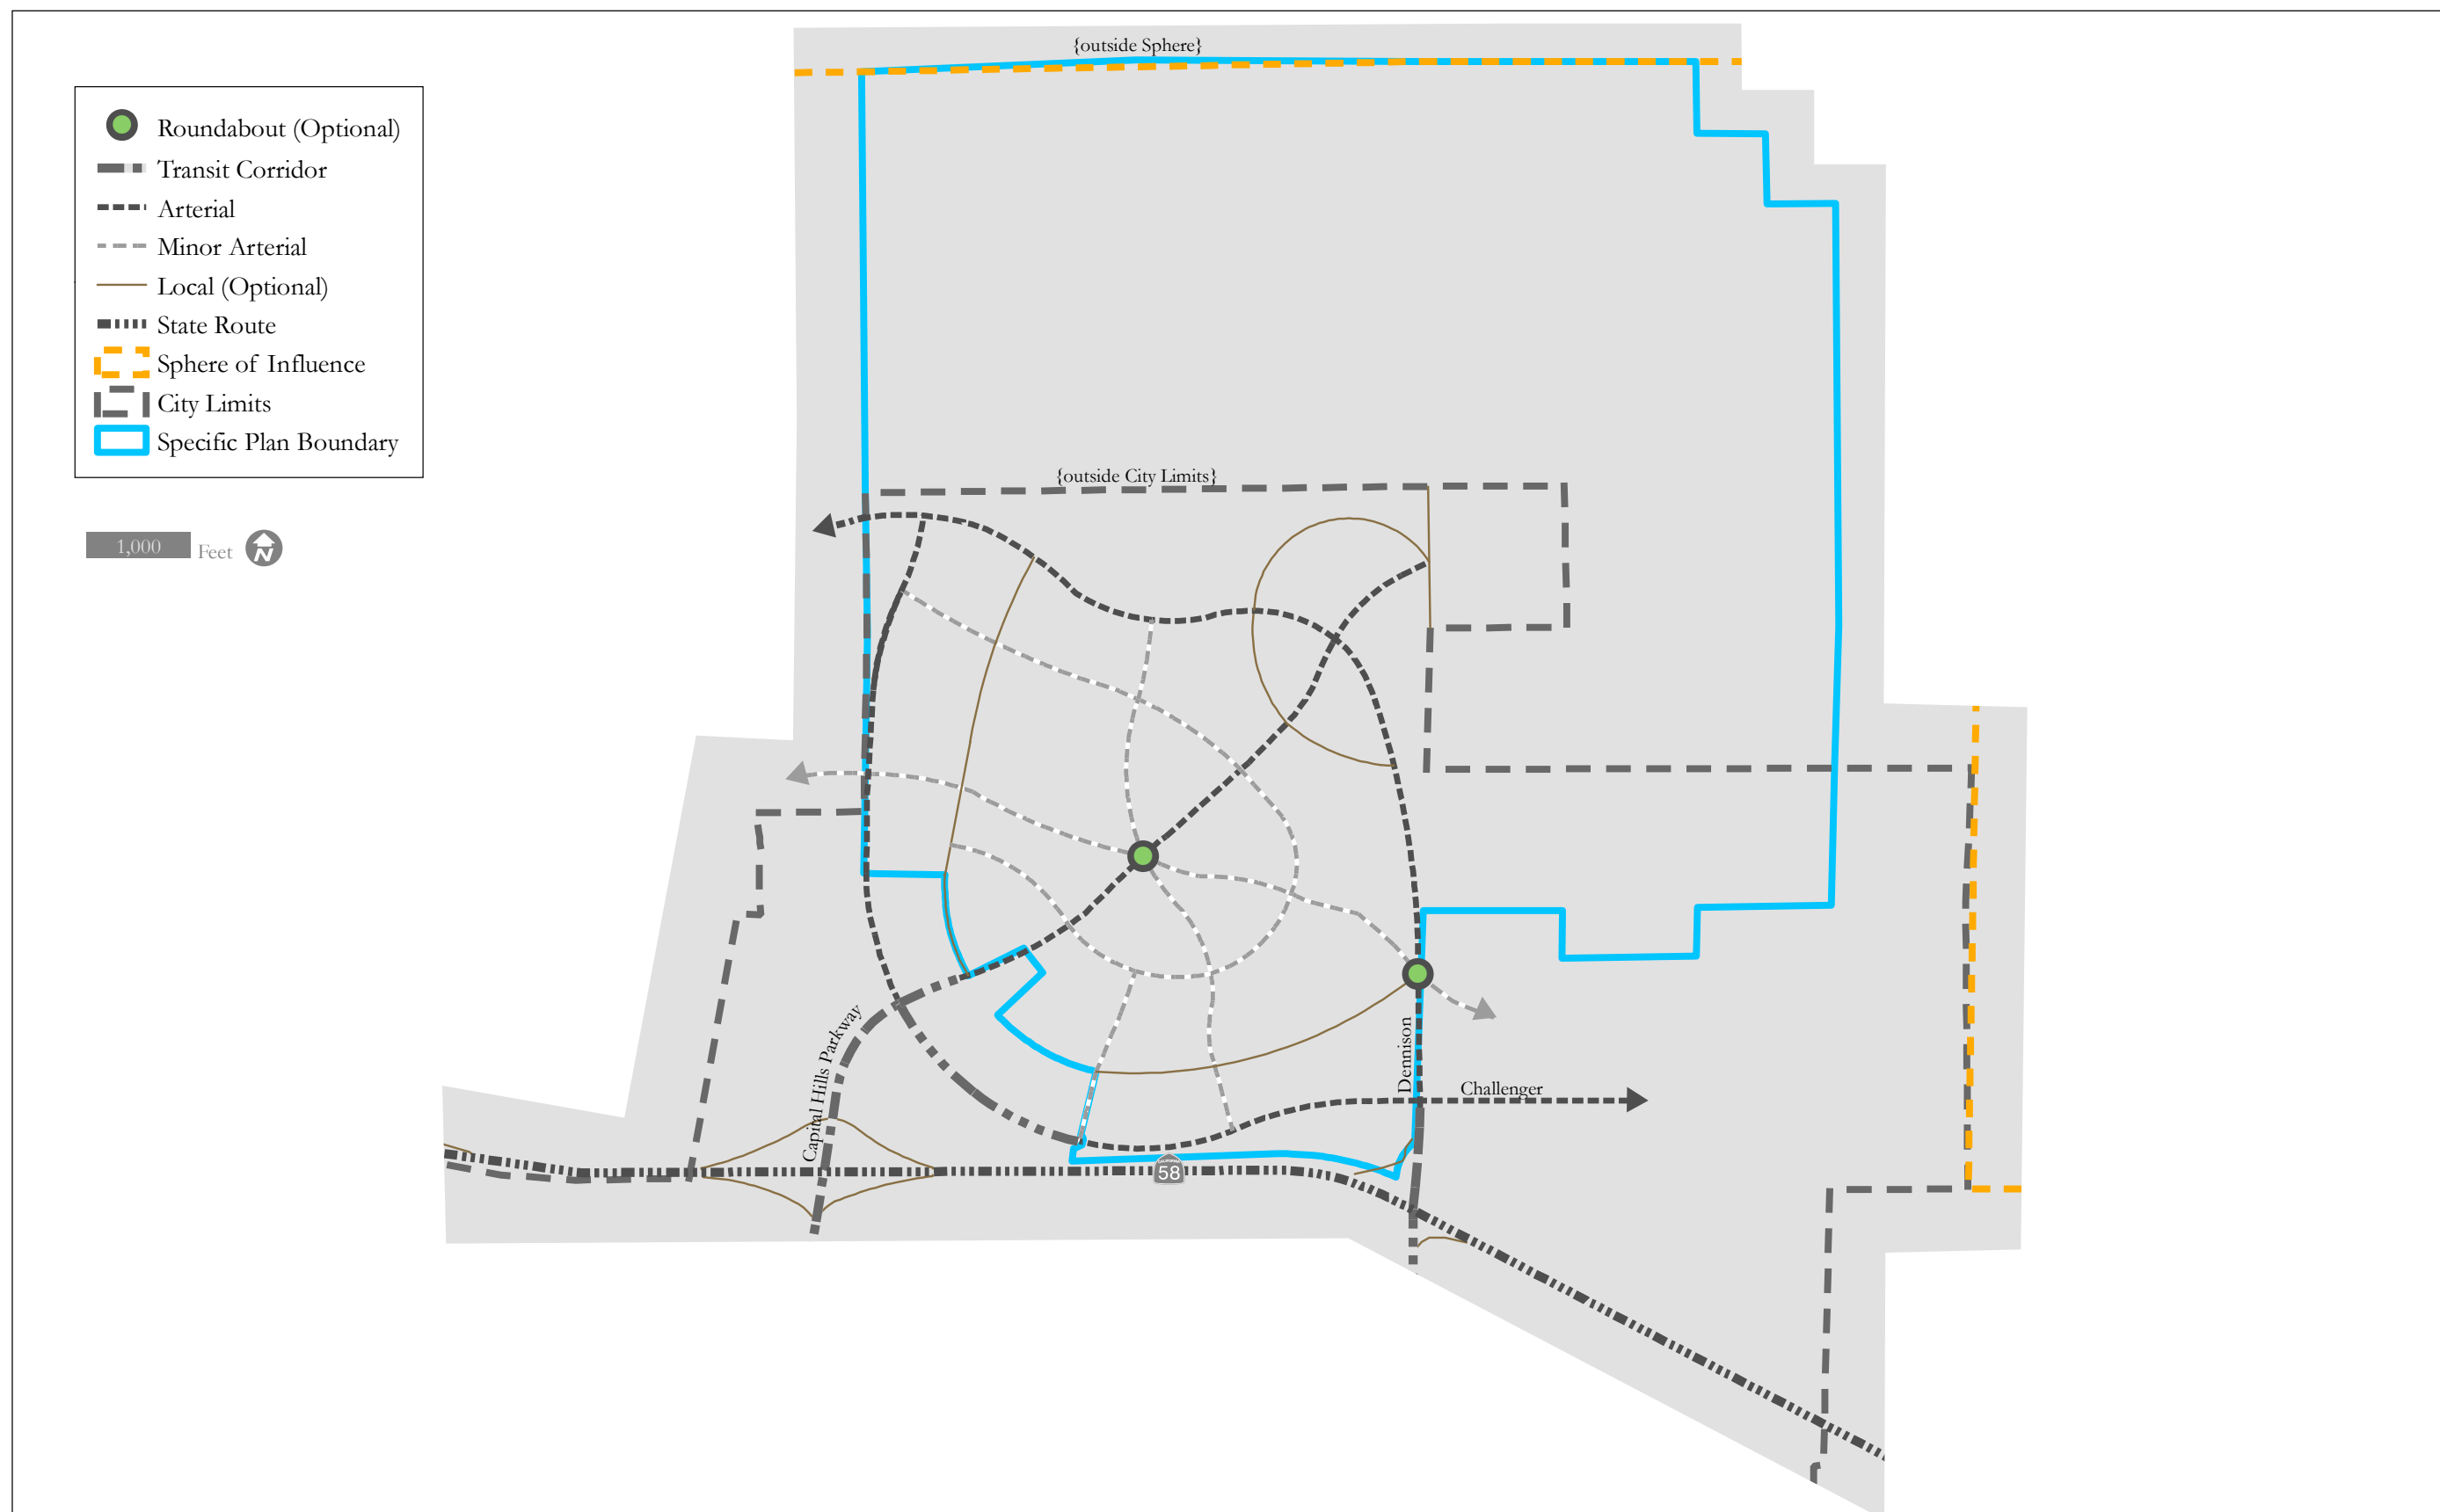 {outside Sphere}
Roundabout (Optional)
Transit Corridor
Arterial
Minor Arterial
Local (Optional)
State Route
Sphere of Influence
City Limits
Specific Plan Boundary
{outside City Limits}
1,000 Feet
N
Capital Hills Parkway
Dennison
Challenger
58